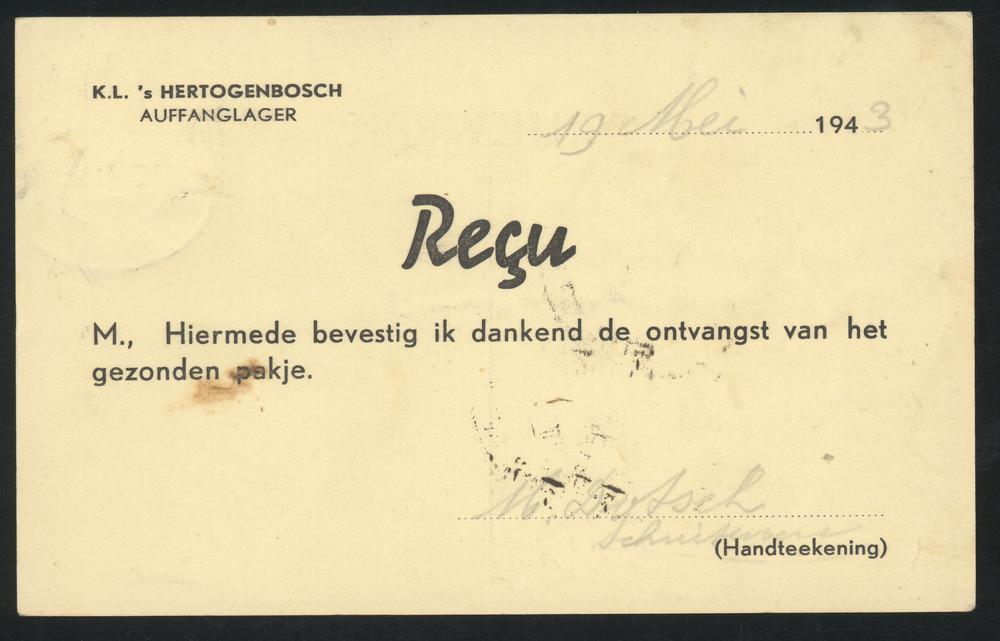 K.L. 's HERTOGENBOSCH
AUFFANGLAGER
19 Mei 1943
Reçu
M., Hiermede bevestig ik dankend de ontvangst van het
gezonden pakje.
M.
(Handteekening)